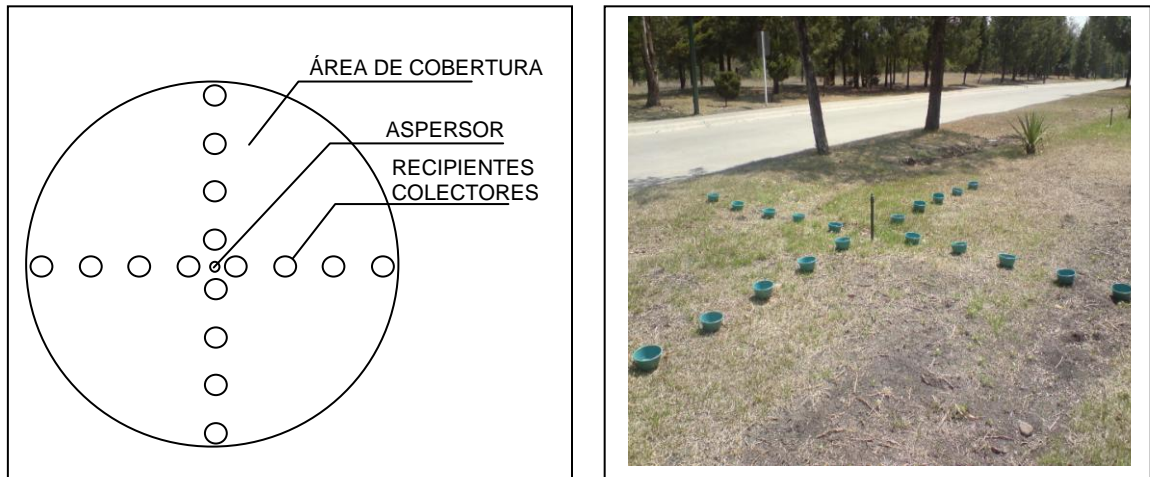 ÁREA DE COBERTURA
ASPERSOR
RECIPIENTES
COLECTORES